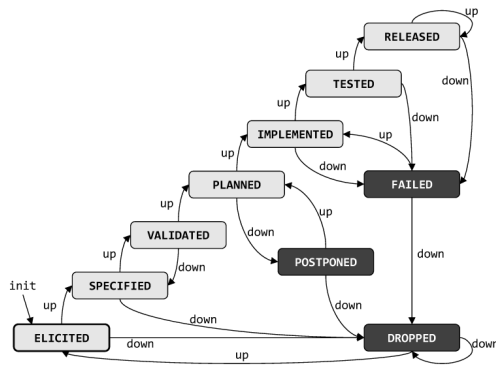 up
RELEASED
up
down
TESTED
up
down
IMPLEMENTED
up
up
down
PLANNED
FAILED
up
up
down
VALIDATED
up
down
POSTPONED
down
init
SPECIFIED
up
down
down
ELICITED
down
DROPPED
down
up